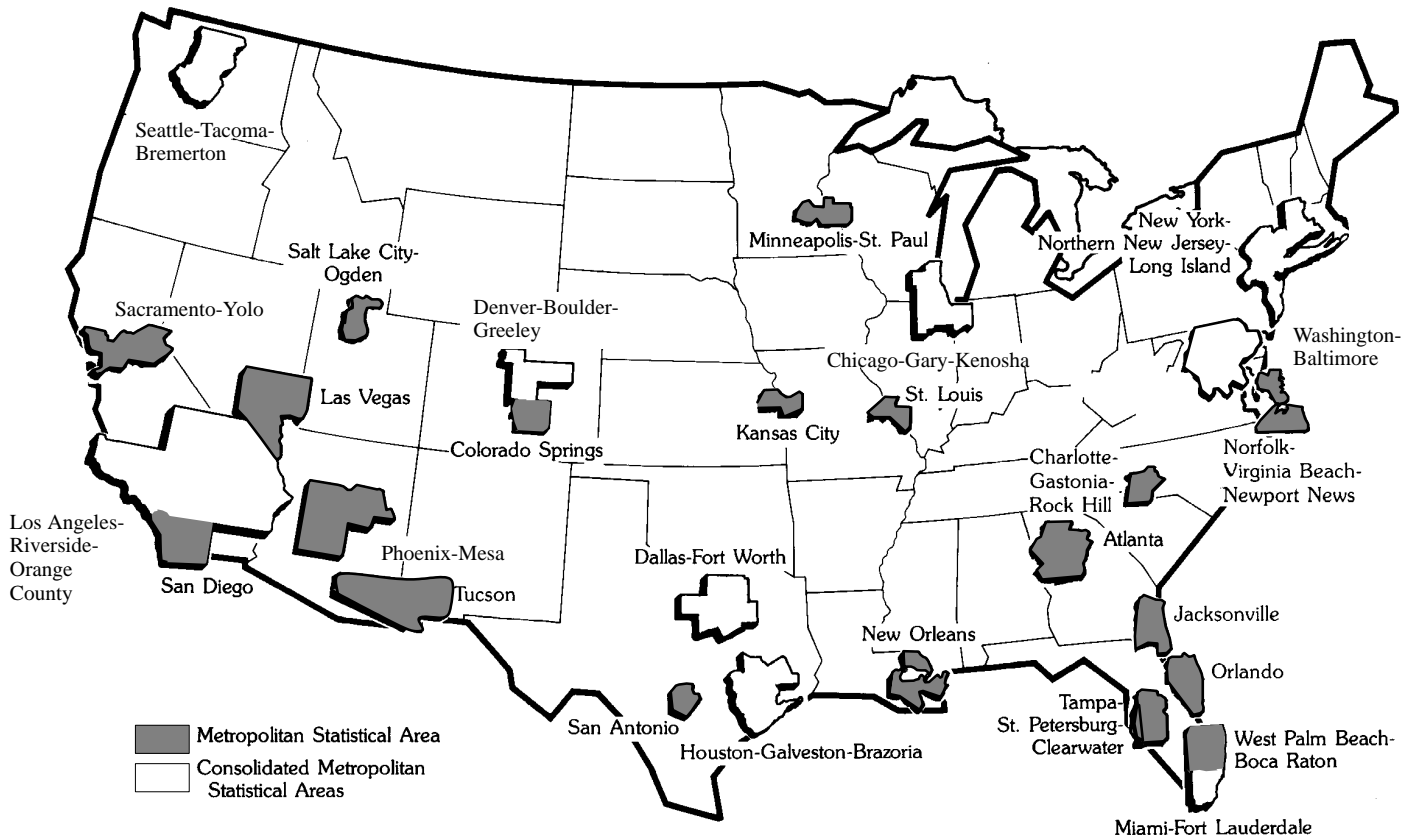 Seattle-Tacoma-
Bremerton
Salt Lake City-
Ogden
Sacramento-Yolo
Denver-Boulder-
Greeley
Las Vegas
Colorado Springs
Los Angeles-
Riverside-
Orange
County
San Diego
Phoenix-Mesa
Tucson
Minneapolis-St. Paul
Northern
New York-
New Jersey-
Long Island
Chicago-Gary-Kenosha
St. Louis
Kansas City
Washington-
Baltimore
Norfolk-
Virginia Beach-
Newport News
Charlotte-
Gastonia-
Rock Hill
Atlanta
Dallas-Fort Worth
New Orleans
San Antonio
Houston-Galveston-Brazoria
Jacksonville
Orlando
Tampa-
St. Petersburg-
Clearwater
West Palm Beach-
Boca Raton
Miami-Fort Lauderdale
Metropolitan Statistical Area
Consolidated Metropolitan
Statistical Areas